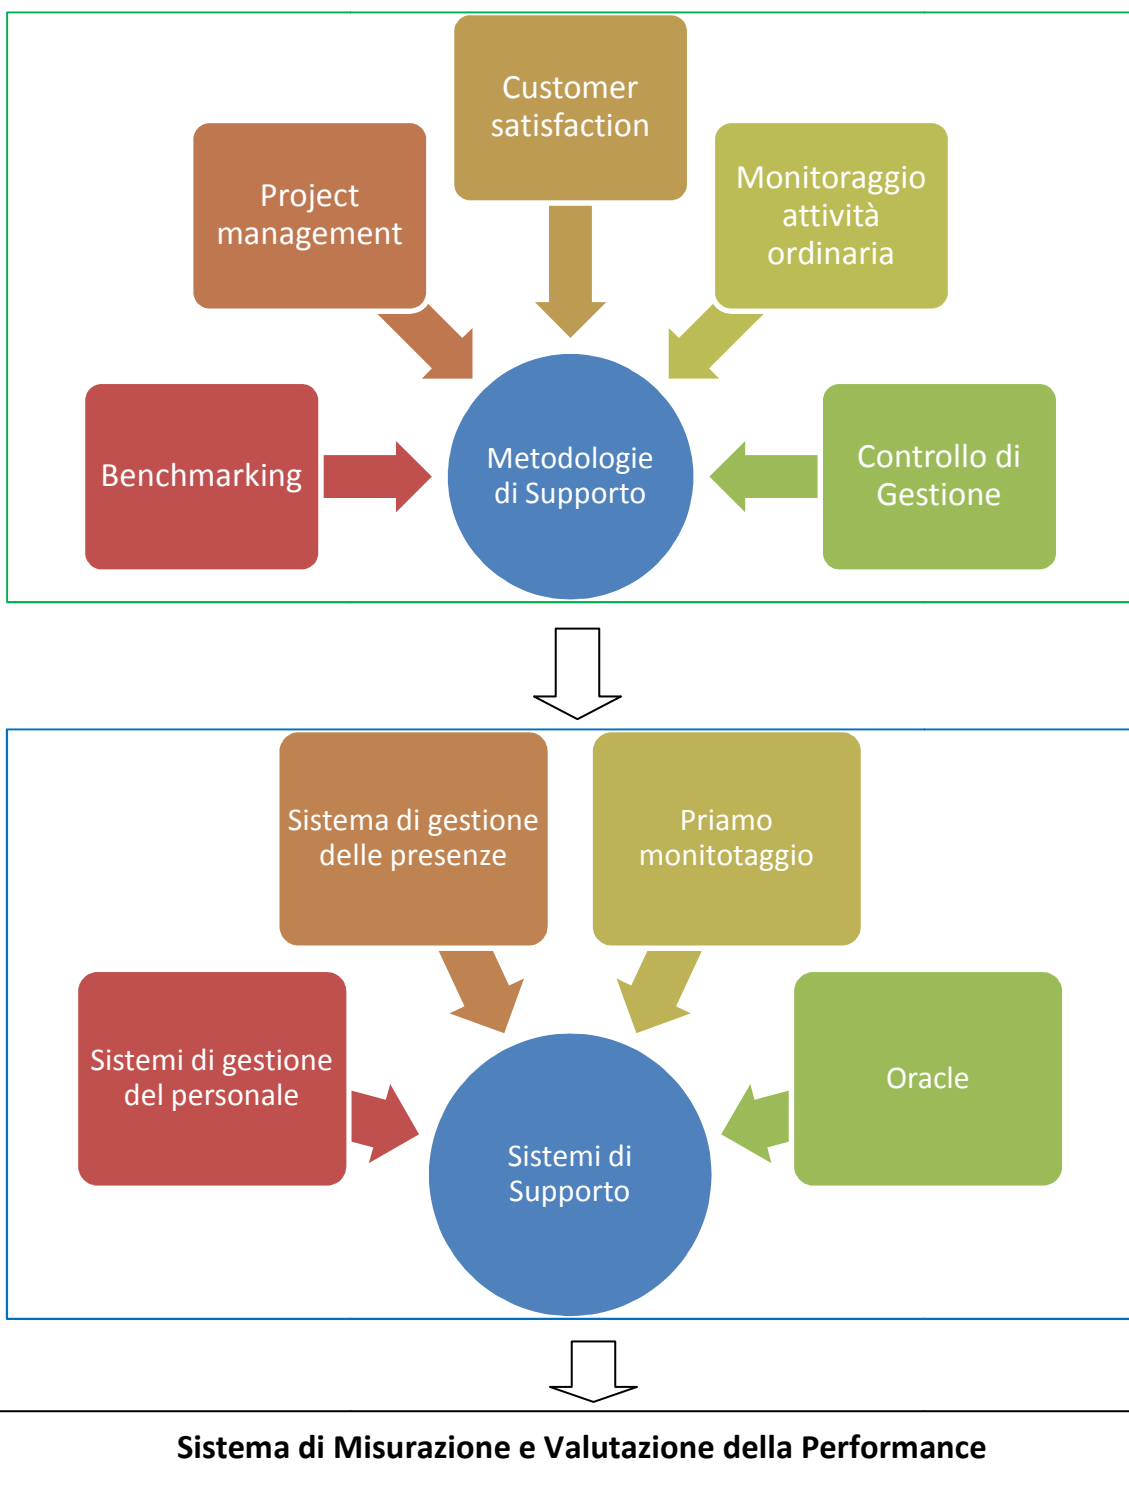 Customer
satisfaction
Project
management
Monitoraggio
attività
ordinaria
Benchmarking
Metodologie
di Supporto
Controllo di
Gestione
Sistema di gestione
delle presenze
Priamo
monitotaggio
Sistemi di gestione
del personale
Oracle
Sistemi di
Supporto
Sistema di Misurazione e Valutazione della Performance